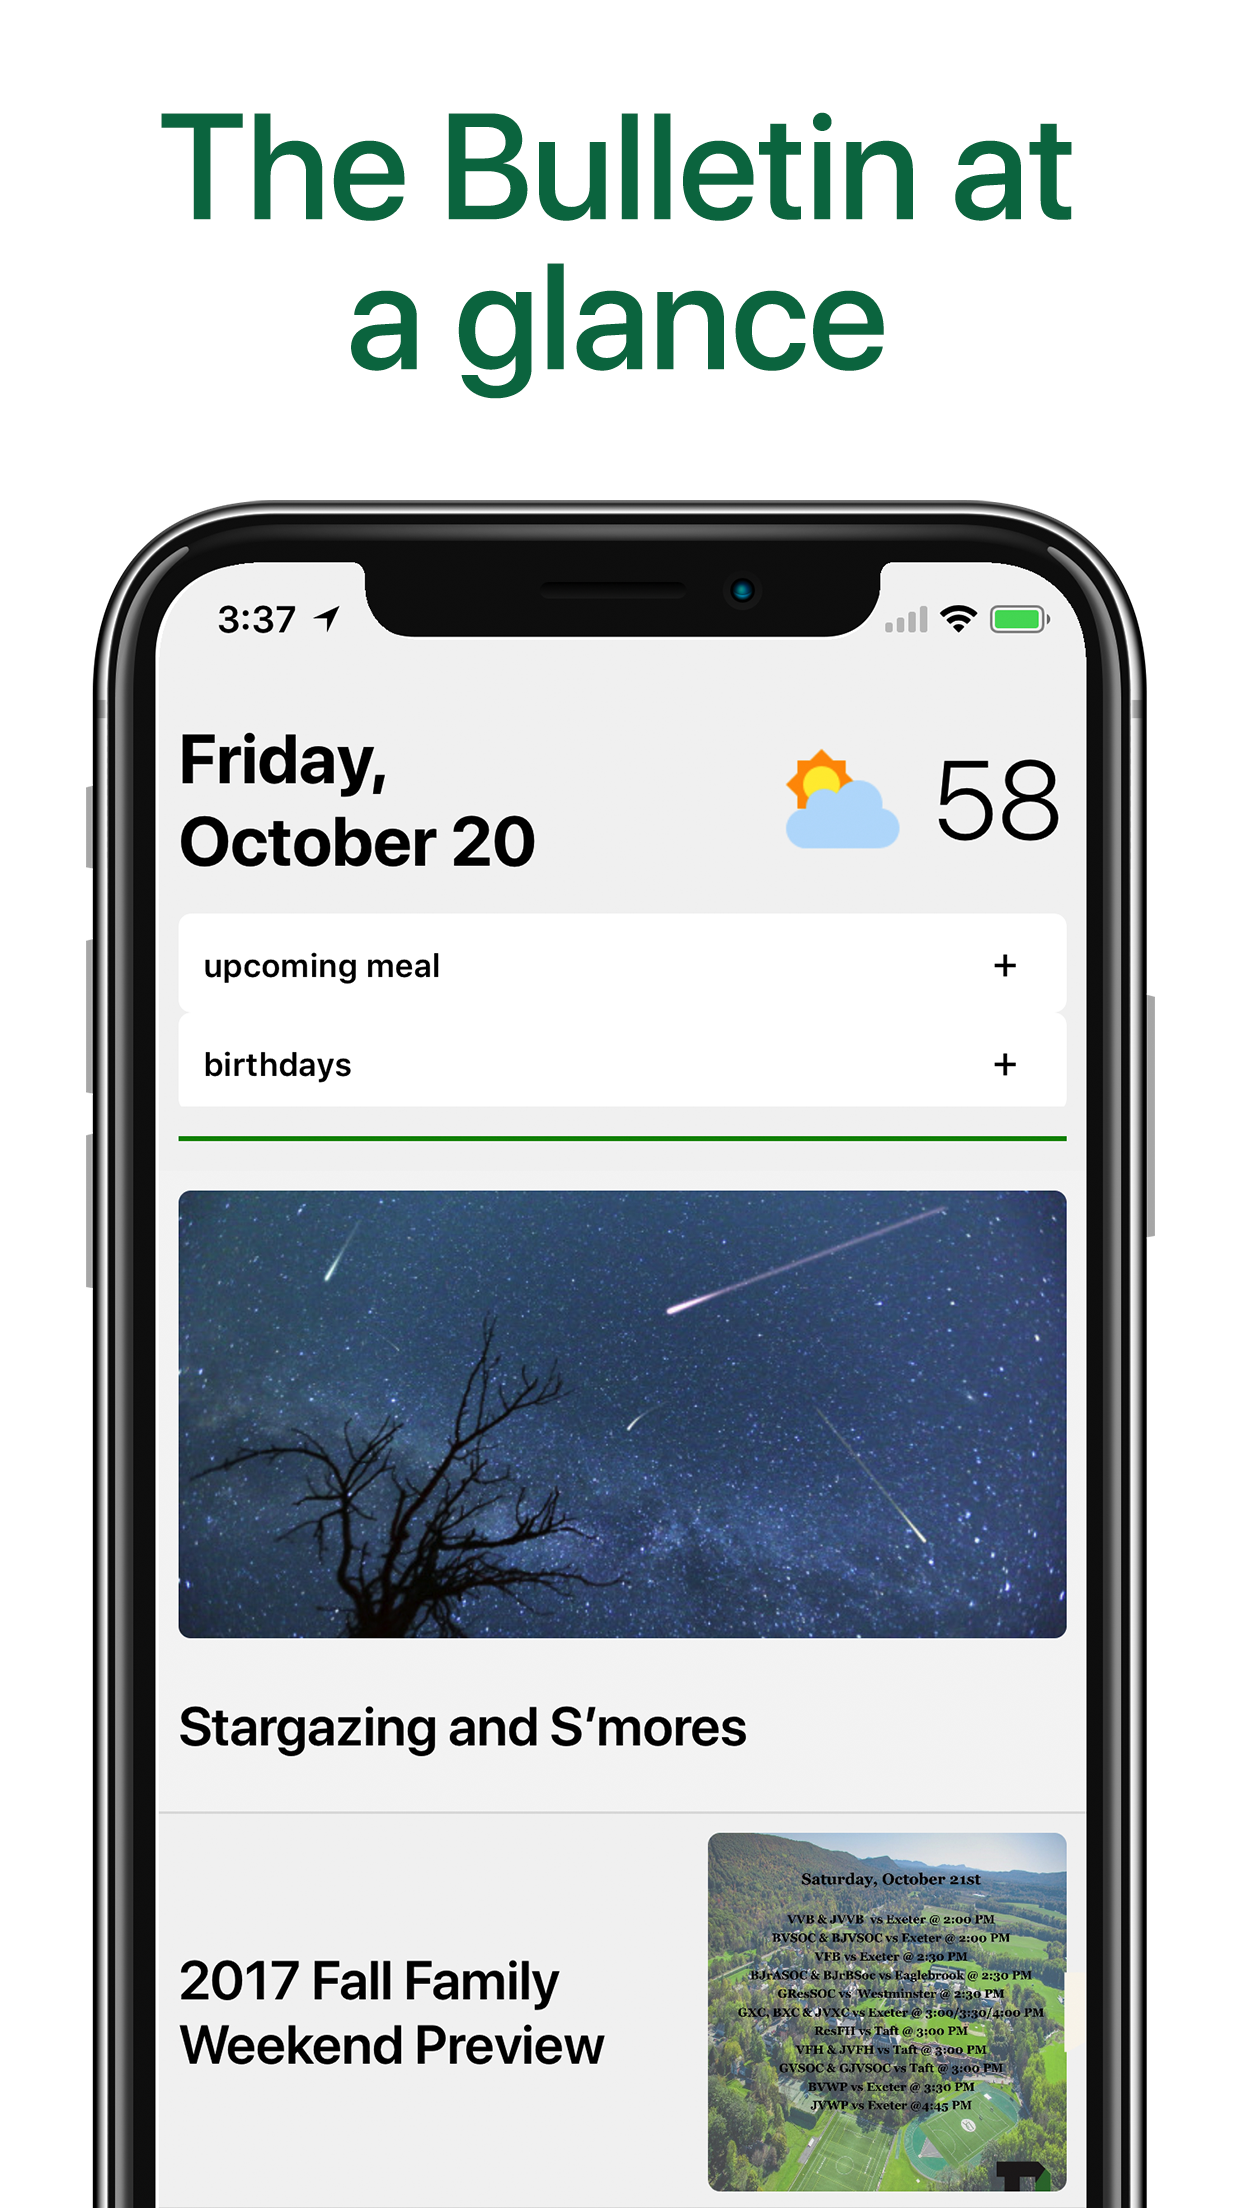 The Bulletin at
a glance
3:37
Friday,
October 20
58
upcoming meal +
birthdays +
Stargazing and S’mores
2017 Fall Family
Weekend Preview
Saturday, October 21st
VVB & JVVB vs Exeter @ 2:00 PM
BVSOC & BJVSOC vs Exeter @ 2:00 PM
VFB vs Exeter @ 2:30 PM
BJrASOC & BJrBSoc vs Eaglebrook @ 2:30 PM
GResSOC vs Westminster @ 2:30 PM
GXC, BXC & JVXC vs Exeter @ 3:00/3:30/4:00 PM
ResFH vs Taft @ 3:00 PM
VFH & JVFH vs Taft @ 3:00 PM
GVSOC & GJVSOC vs Taft @ 3:00 PM
BVWP vs Exeter @ 3:30 PM
JVWP vs Exeter @4:45 PM